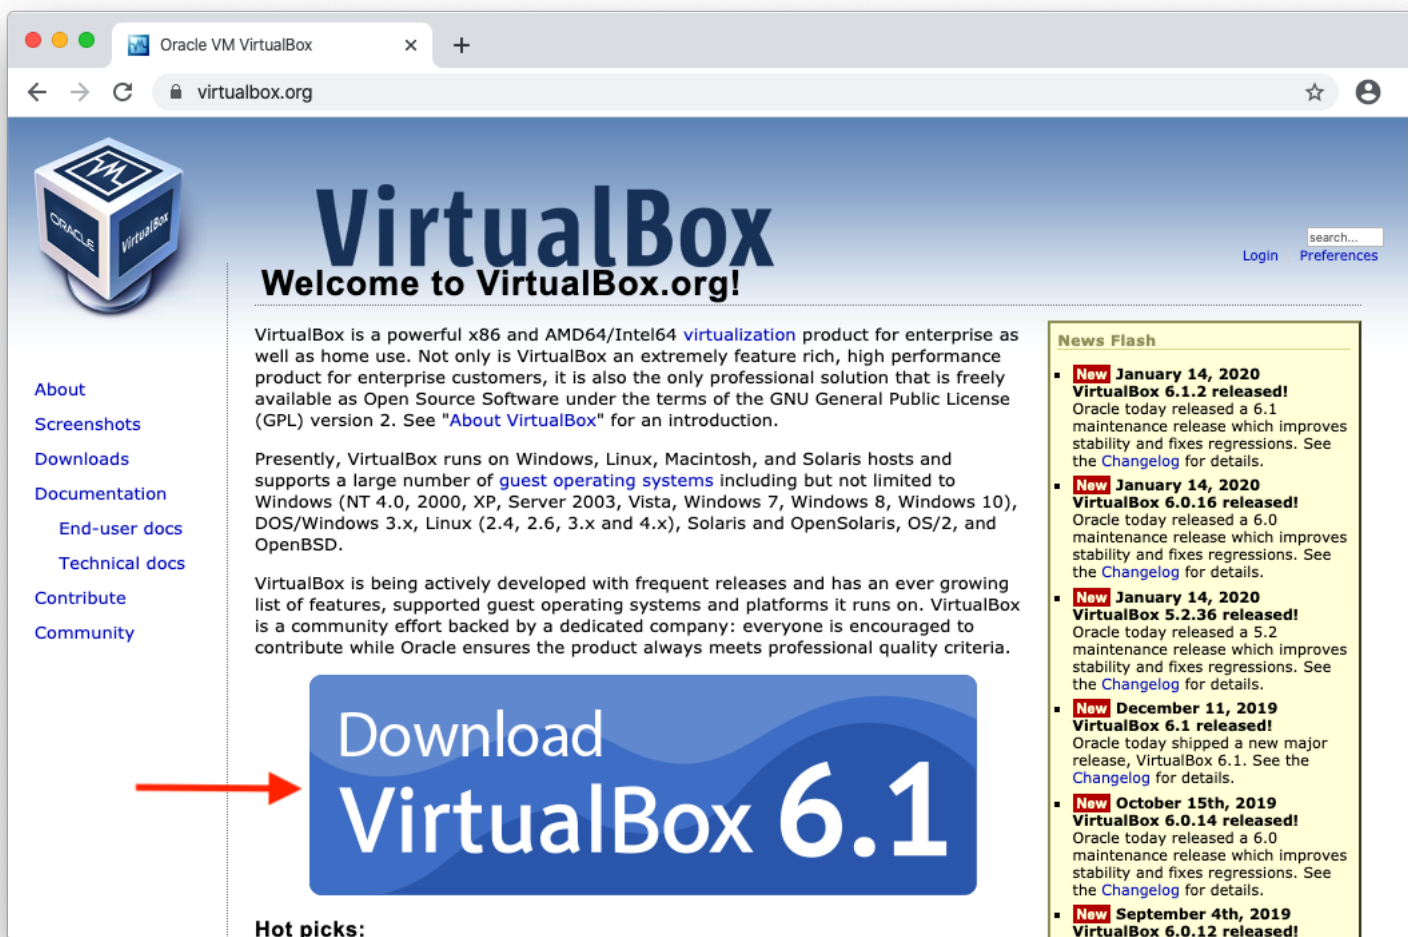 Oracle VM VirtualBox
virtualbox.org
ORACLE
VirtualBox
VirtualBox
search...
Login Preferences
Welcome to VirtualBox.org!
About
Screenshots
Downloads
Documentation
End-user docs
Technical docs
Contribute
Community
VirtualBox is a powerful x86 and AMD64/Intel64 virtualization product for enterprise as
well as home use. Not only is VirtualBox an extremely feature rich, high performance
product for enterprise customers, it is also the only professional solution that is freely
available as Open Source Software under the terms of the GNU General Public License
(GPL) version 2. See "About VirtualBox" for an introduction.
Presently, VirtualBox runs on Windows, Linux, Macintosh, and Solaris hosts and
supports a large number of guest operating systems including but not limited to
Windows (NT 4.0, 2000, XP, Server 2003, Vista, Windows 7, Windows 8, Windows 10),
DOS/Windows 3.x, Linux (2.4, 2.6, 3.x and 4.x), Solaris and OpenSolaris, OS/2, and
OpenBSD.
VirtualBox is being actively developed with frequent releases and has an ever growing
list of features, supported guest operating systems and platforms it runs on. VirtualBox
is a community effort backed by a dedicated company: everyone is encouraged to
contribute while Oracle ensures the product always meets professional quality criteria.
Download
VirtualBox 6.1
Hot picks:
News Flash
New January 14, 2020
VirtualBox 6.1.2 released!
Oracle today released a 6.1
maintenance release which improves
stability and fixes regressions. See
the Changelog for details.
New January 14, 2020
VirtualBox 6.0.16 released!
Oracle today released a 6.0
maintenance release which improves
stability and fixes regressions. See
the Changelog for details.
New January 14, 2020
VirtualBox 5.2.36 released!
Oracle today released a 5.2
maintenance release which improves
stability and fixes regressions. See
the Changelog for details.
New December 11, 2019
VirtualBox 6.1 released!
Oracle today shipped a new major
release, VirtualBox 6.1. See the
Changelog for details.
New October 15th, 2019
VirtualBox 6.0.14 released!
Oracle today released a 6.0
maintenance release which improves
stability and fixes regressions. See
the Changelog for details.
New September 4th, 2019
VirtualBox 6.0.12 released!